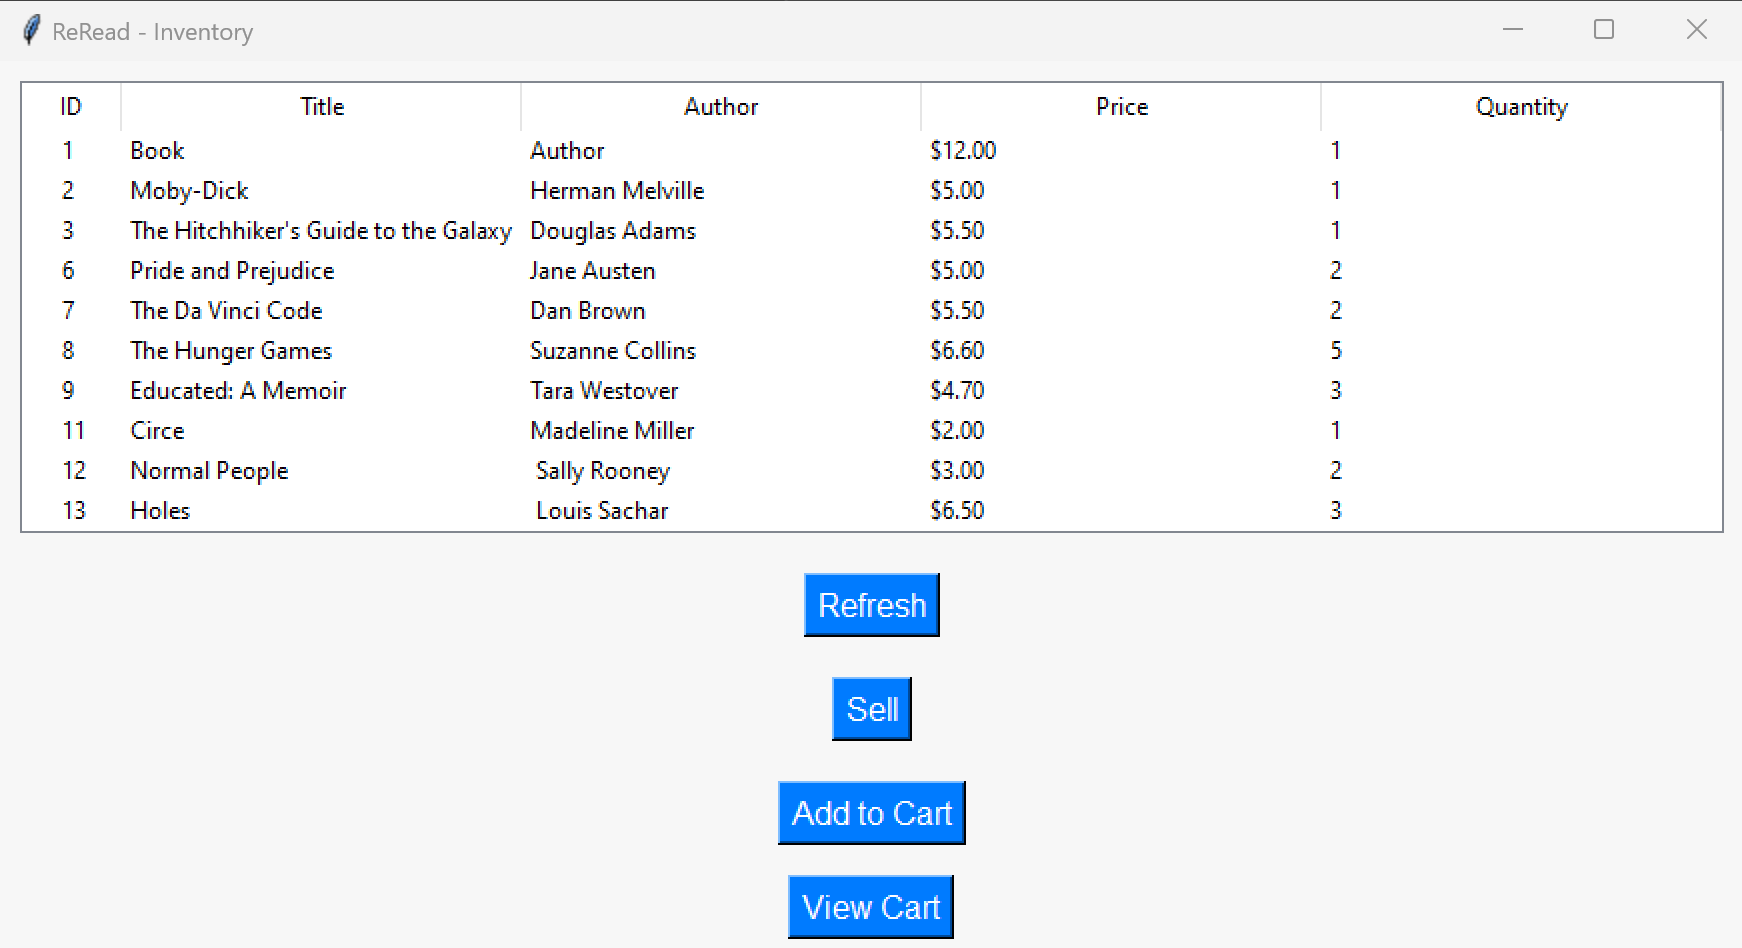 ReRead - Inventory
ID Title Author Price Quantity
1 Book Author $12.00 1
2 Moby-Dick Herman Melville $5.00 1
3 The Hitchhiker's Guide to the Galaxy Douglas Adams $5.50 1
6 Pride and Prejudice Jane Austen $5.00 2
7 The Da Vinci Code Dan Brown $5.50 2
8 The Hunger Games Suzanne Collins $6.60 5
9 Educated: A Memoir Tara Westover $4.70 3
11 Circe Madeline Miller $2.00 1
12 Normal People Sally Rooney $3.00 2
13 Holes Louis Sachar $6.50 3
Refresh
Sell
Add to Cart
View Cart